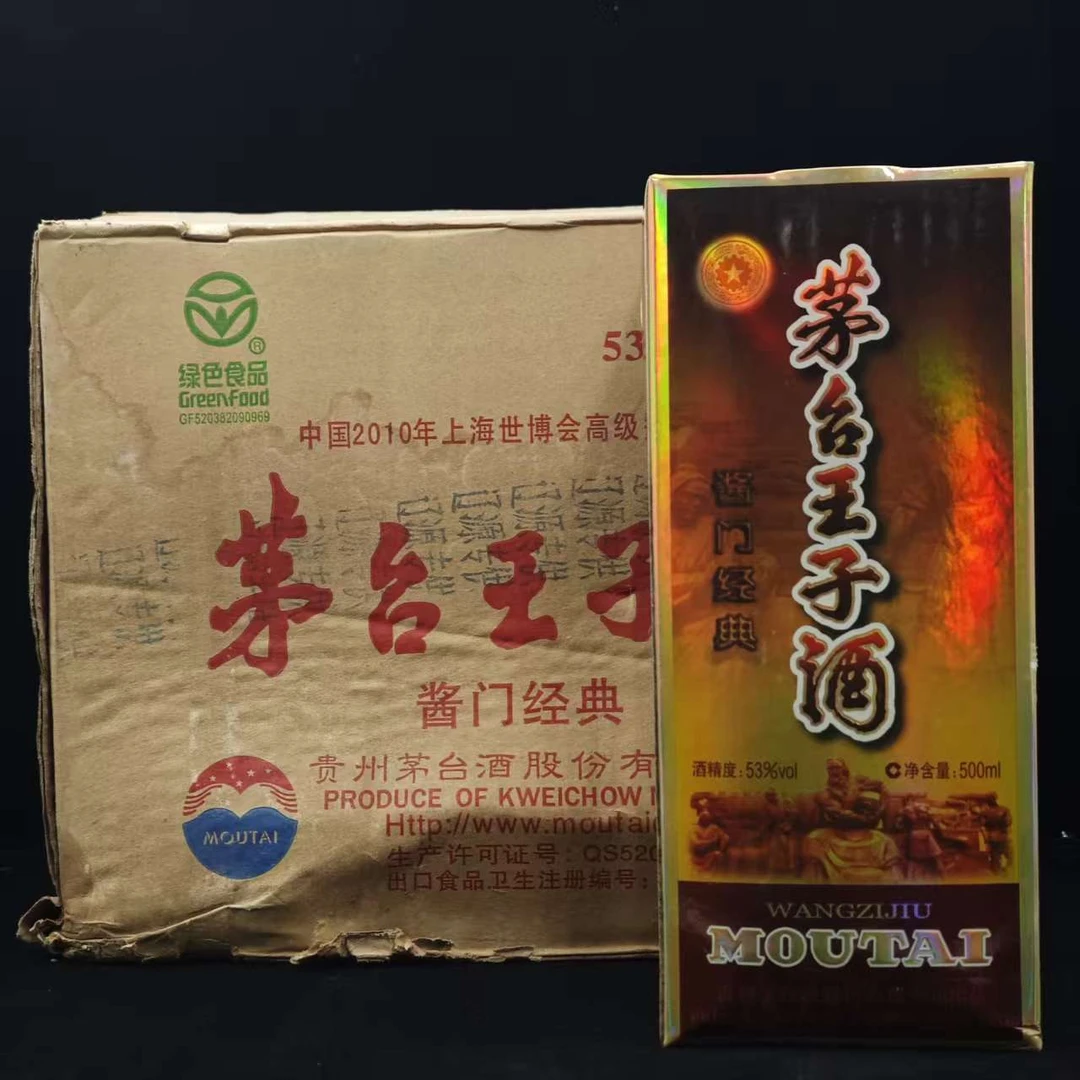 绿色食品
GreenFood
GF520382090969
53
中国2010年上海世博会高级
茅台王子
酱门经典
MOUTAI
贵州茅台酒股份有
PRODUCE OF KWEICHOW
Http://www.moutai
生产许可证号：QS520
出口食品卫生注册编号：
茅台王子酒
酱门经典
酒精度：53%vol
净含量：500ml
WANGZIJIU
MOUTAI